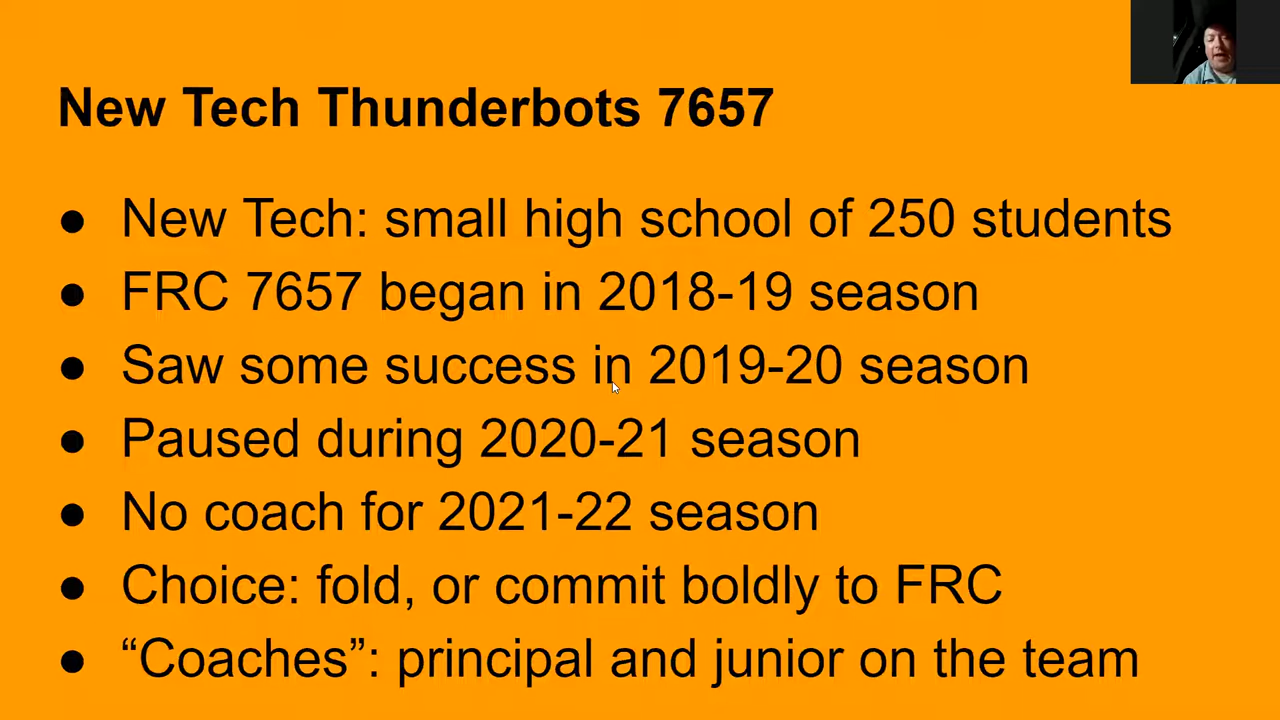 New Tech Thunderbots 7657
● New Tech: small high school of 250 students
● FRC 7657 began in 2018-19 season
● Saw some success in 2019-20 season
● Paused during 2020-21 season
● No coach for 2021-22 season
● Choice: fold, or commit boldly to FRC
● “Coaches”: principal and junior on the team